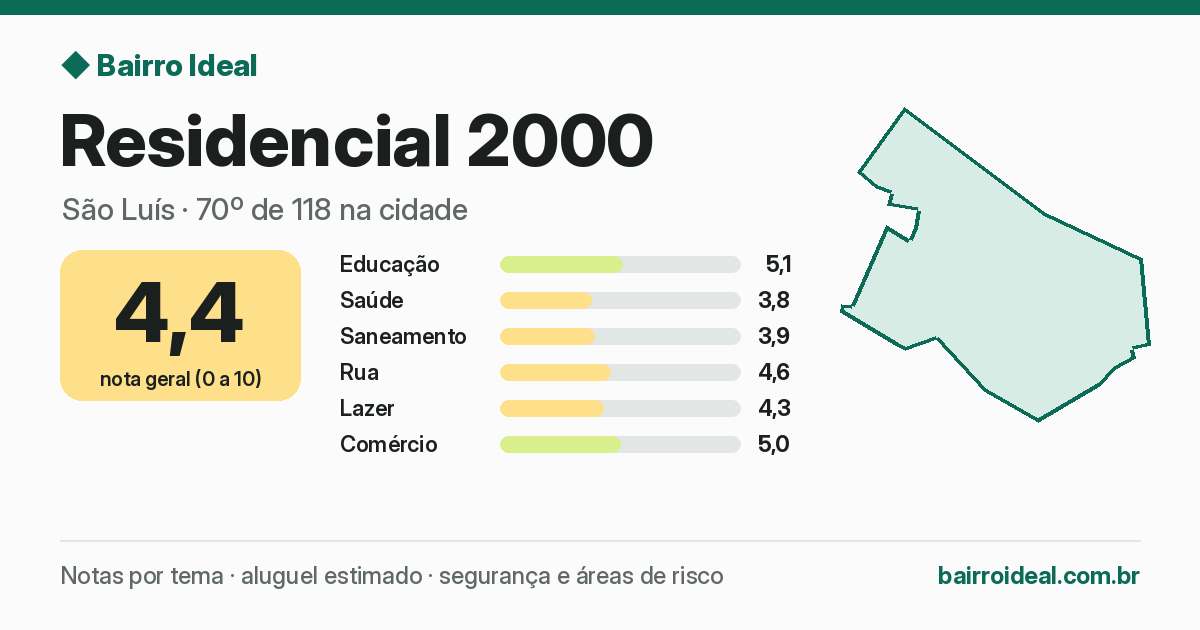 Bairro Ideal
Residencial 2000
São Luís · 70º de 118 na cidade
4,4
nota geral (0 a 10)
Educação 5,1
Saúde 3,8
Saneamento 3,9
Rua 4,6
Lazer 4,3
Comércio 5,0
Notas por tema · aluguel estimado · segurança e áreas de risco
bairroideal.com.br